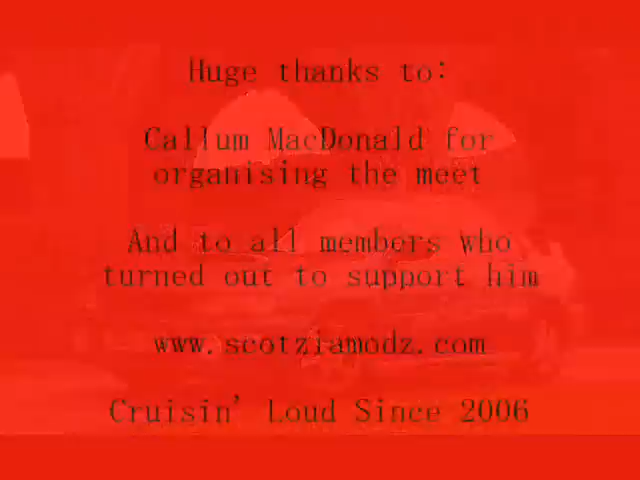 Huge thanks to:
Callum MacDonald for
organising the meet
And to all members who
turned out to support him
www.scotziamodz.com
Cruisin' Loud Since 2006